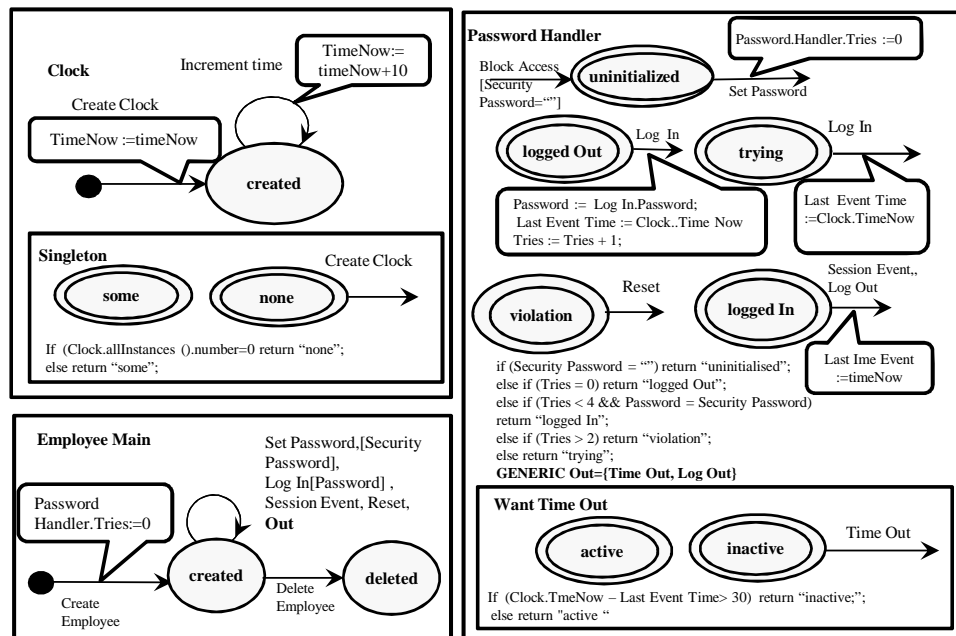 Clock
Increment time
TimeNow:=
timeNow+10
Create Clock
TimeNow :=timeNow
created
Singleton
Create Clock
some
none
If (Clock.allInstances ().number=0 return “none”;
else return “some”;
Employee Main
Set Password,[Security
Password],
Log In[Password] ,
Session Event, Reset,
Out
Password
Handler.Tries:=0
created
deleted
Create
Employee
Delete
Employee
Password Handler
Password.Handler.Tries :=0
Block Access
[Security
Password=“”]
uninitialized
Set Password
logged Out
Log In
trying
Log In
Password := Log In.Password;
Last Event Time := Clock..Time Now
Tries := Tries + 1;
Last Event Time
:=Clock.TimeNow
violation
Reset
logged In
Session Event,,
Log Out
Last Ime Event
:=timeNow
if (Security Password = “”) return “uninitialised”;
else if (Tries = 0) return “logged Out”;
else if (Tries < 4 && Password = Security Password)
return “logged In”;
else if (Tries > 2) return “violation”;
else return “trying”;
GENERIC Out={Time Out, Log Out}
Want Time Out
active
inactive
Time Out
If (Clock.TmeNow – Last Event Time> 30) return “inactive;”;
else return "active “